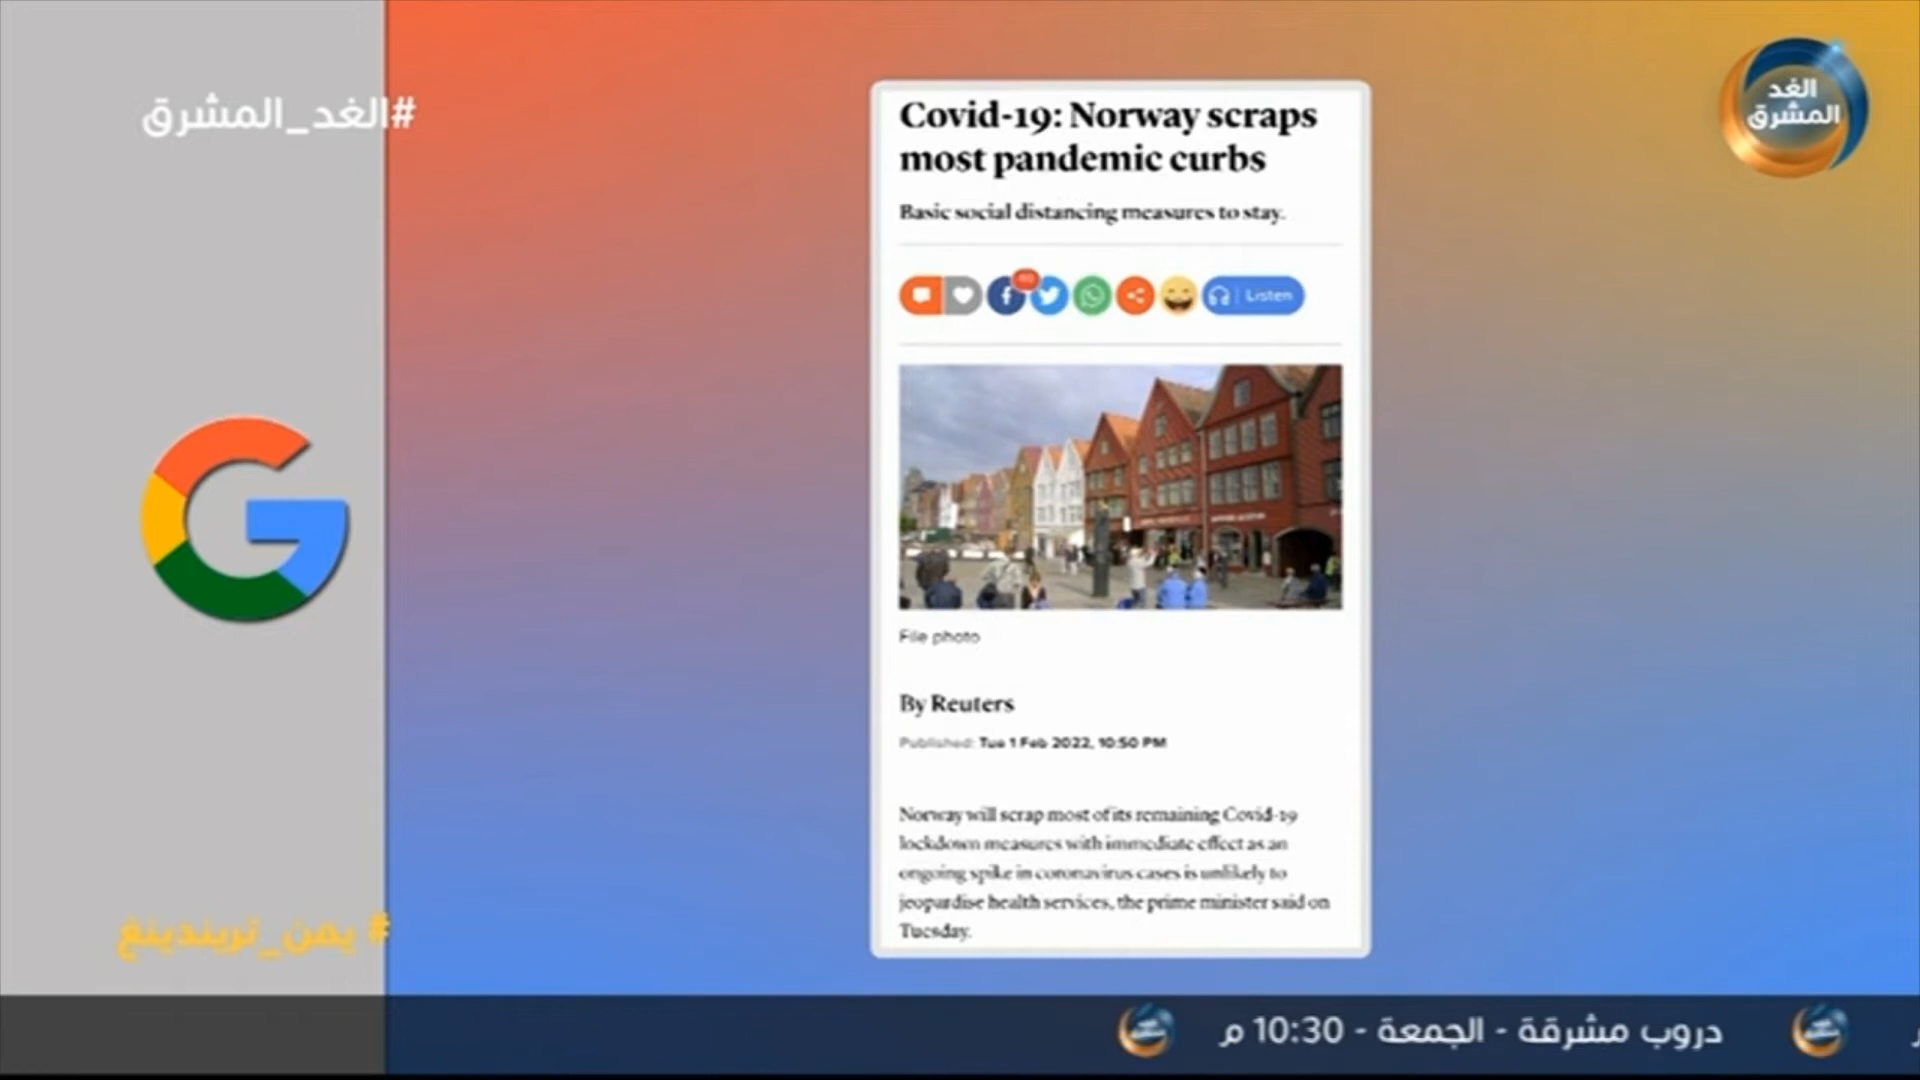 #الغد_المشرق
الغد
المشرق
Covid-19: Norway scraps
most pandemic curbs
Basic social distancing measures to stay.
Listen
File photo
By Reuters
Published: Tue 1 Feb 2022, 10:50 PM
Norway will scrap most of its remaining Covid-19
lockdown measures with immediate effect as an
ongoing spike in coronavirus cases is unlikely to
jeopardise health services, the prime minister said on
Tuesday.
# يمن_تريندينغ
دروب مشرقة - الجمعة - 10:30 م